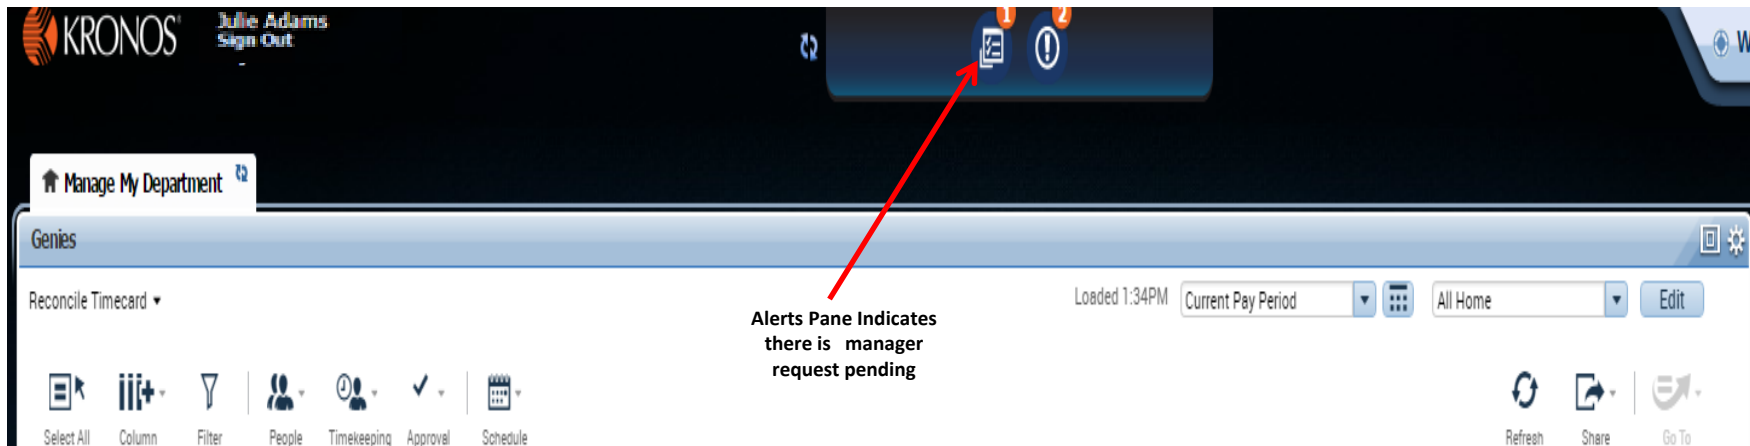 KRONOS
Julie Adams
Sign Out
1
2
Manage My Department
Genies
Reconcile Timecard
Loaded 1:34PM
Current Pay Period
All Home
Edit
Alerts Pane Indicates
there is manager
request pending
Select All
Column
Filter
People
Timekeeping
Approval
Schedule
Refresh
Share
Go To